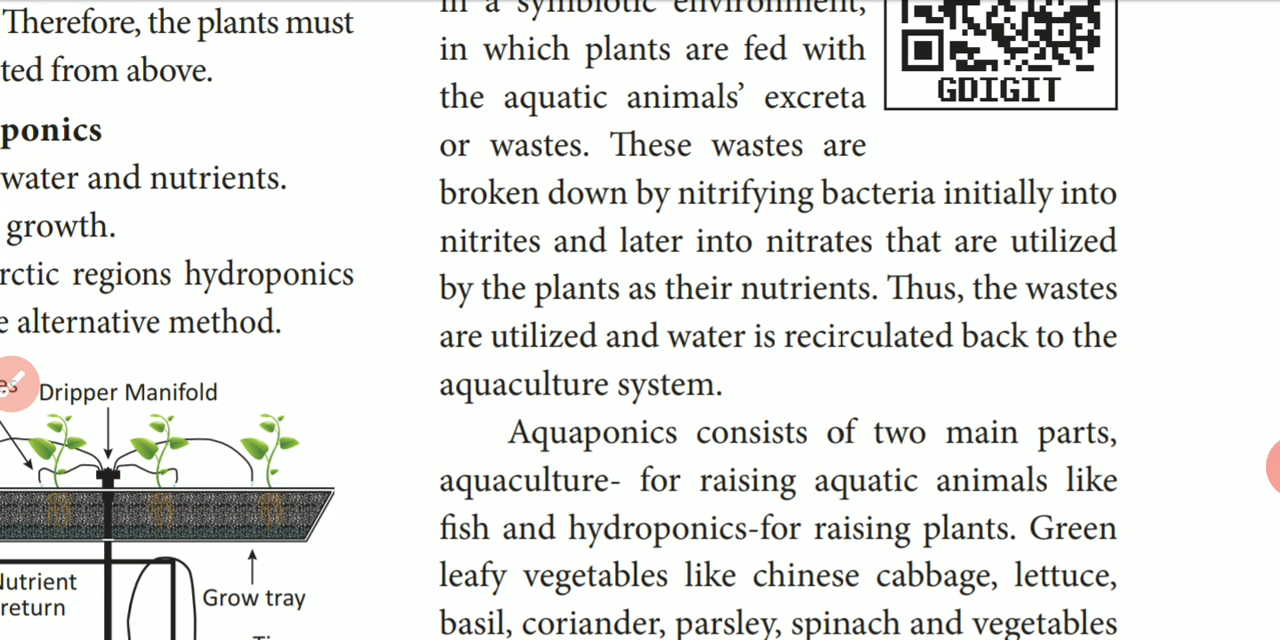 Therefore, the plants must
ted from above.
ponics
water and nutrients.
growth.
rctic regions hydroponics
e alternative method.
es
Dripper Manifold
Nutrient
return
Grow tray
in a symbiotic environment,
in which plants are fed with
the aquatic animals’ excreta
or wastes. These wastes are
broken down by nitrifying bacteria initially into
nitrites and later into nitrates that are utilized
by the plants as their nutrients. Thus, the wastes
are utilized and water is recirculated back to the
aquaculture system.
Aquaponics consists of two main parts,
aquaculture- for raising aquatic animals like
fish and hydroponics-for raising plants. Green
leafy vegetables like chinese cabbage, lettuce,
basil, coriander, parsley, spinach and vegetables
GDIGIT